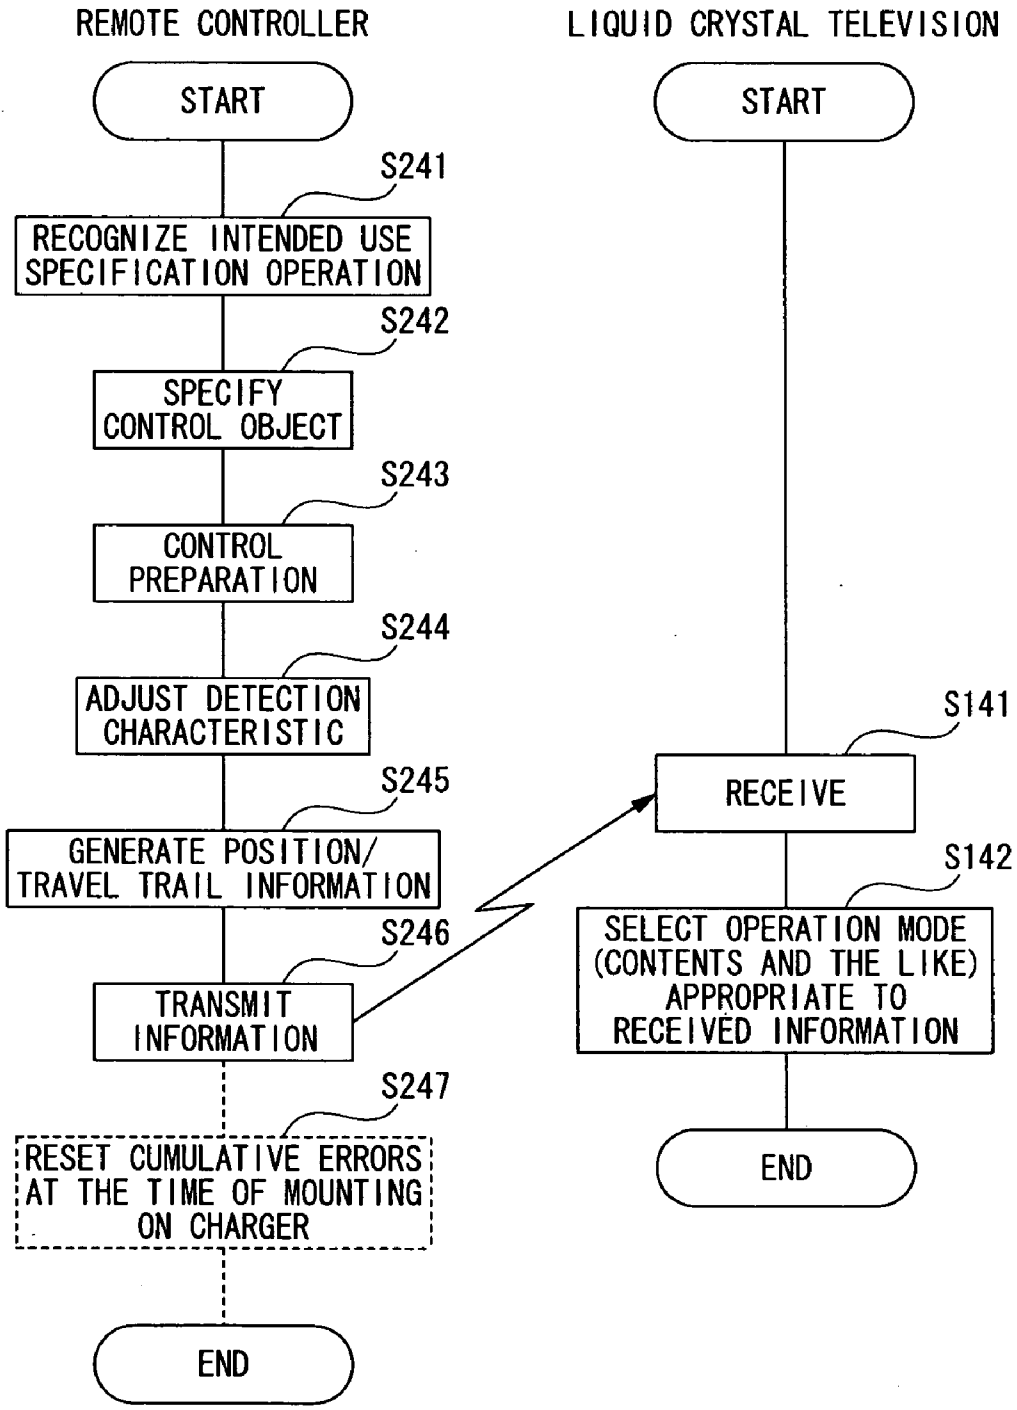 REMOTE CONTROLLER
START
S241
RECOGNIZE INTENDED USE
SPECIFICATION OPERATION
S242
SPECIFY
CONTROL OBJECT
S243
CONTROL
PREPARATION
S244
ADJUST DETECTION
CHARACTERISTIC
S245
GENERATE POSITION/
TRAVEL TRAIL INFORMATION
S246
TRANSMIT
INFORMATION
S247
RESET CUMULATIVE ERRORS
AT THE TIME OF MOUNTING
ON CHARGER
END
LIQUID CRYSTAL TELEVISION
START
S141
RECEIVE
S142
SELECT OPERATION MODE
(CONTENTS AND THE LIKE)
APPROPRIATE TO
RECEIVED INFORMATION
END